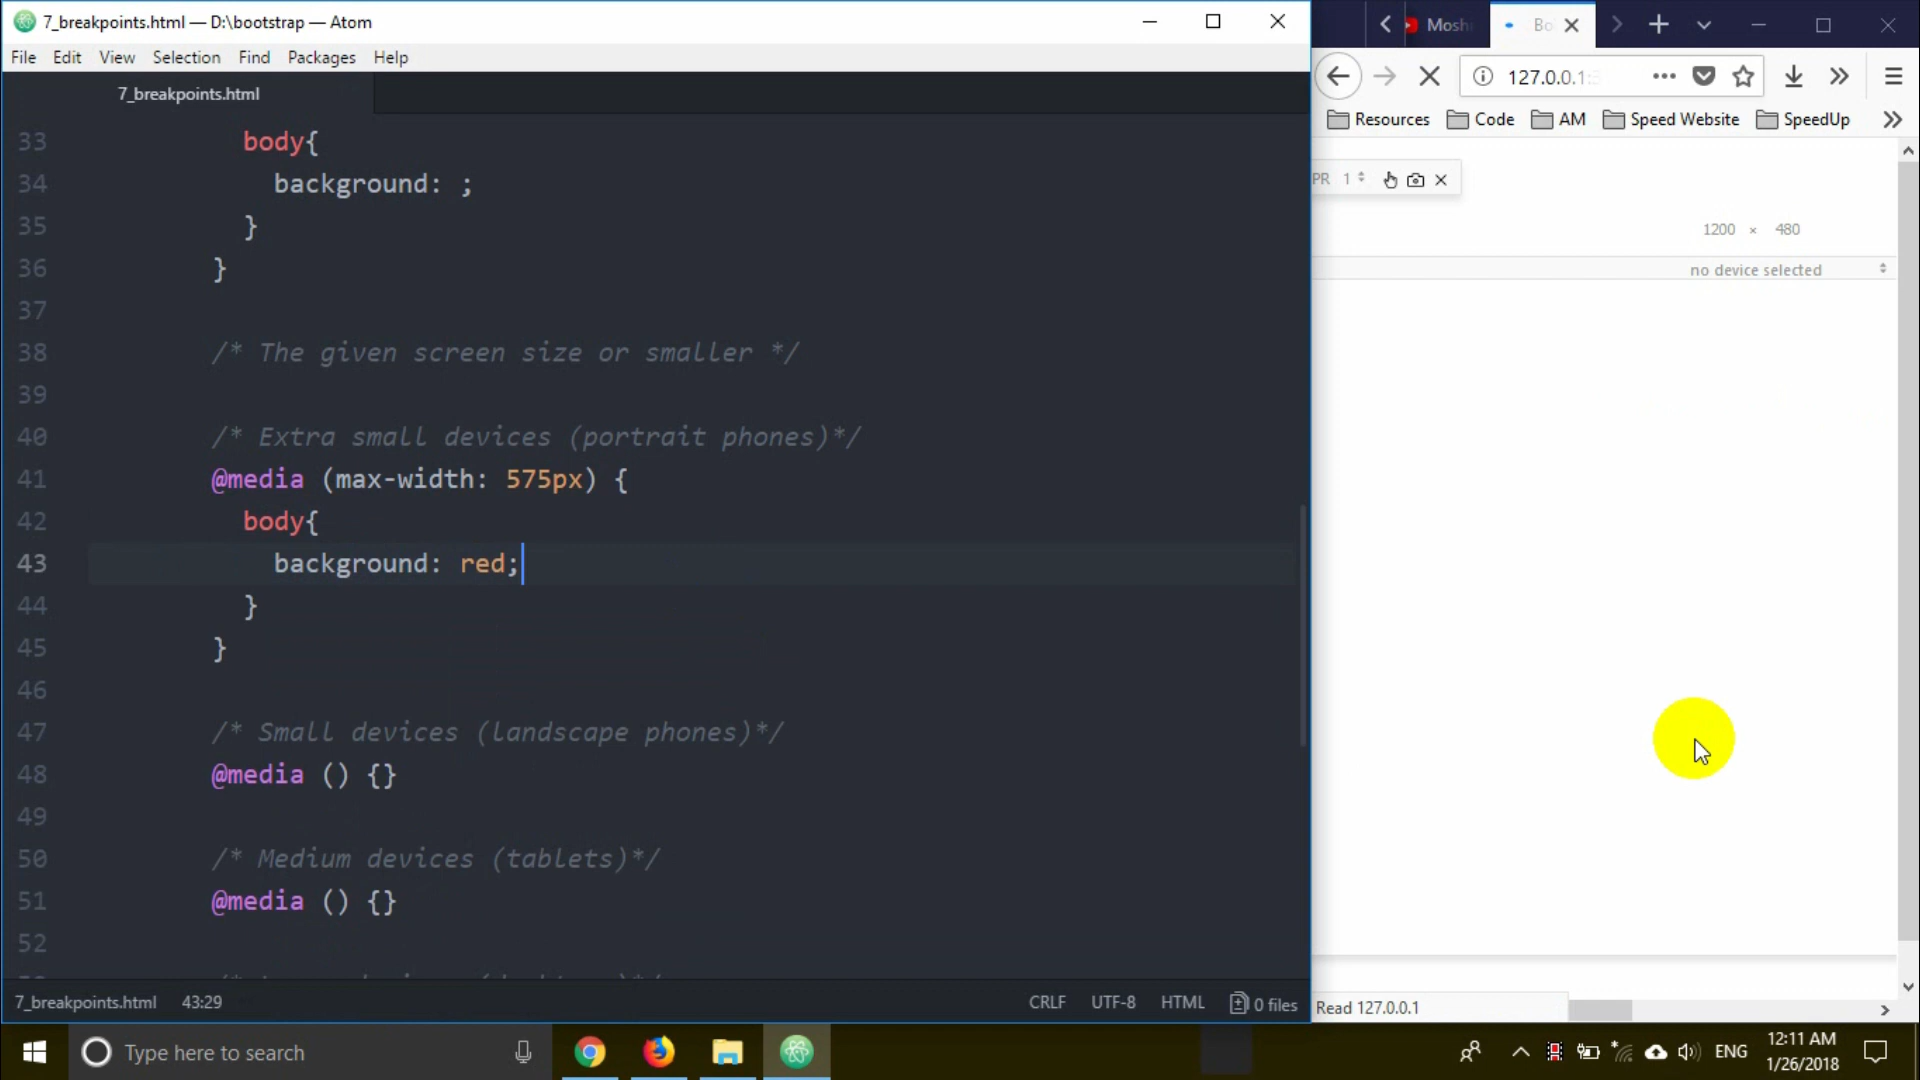 7_breakpoints.html — D:\bootstrap — Atom
File Edit View Selection Find Packages Help
7_breakpoints.html
33 body{
34 background: ;
35 }
36 }
37
38 /* The given screen size or smaller */
39
40 /* Extra small devices (portrait phones)*/
41 @media (max-width: 575px) {
42 body{
43 background: red;
44 }
45 }
46
47 /* Small devices (landscape phones)*/
48 @media () {}
49
50 /* Medium devices (tablets)*/
51 @media () {}
52
7_breakpoints.html 43:29 CRLF UTF-8 HTML 0 files
Mosh
127.0.0.1:
Resources Code AM Speed Website SpeedUp
PR 1
1200 × 480
no device selected
Read 127.0.0.1
Type here to search
ENG
12:11 AM
1/26/2018